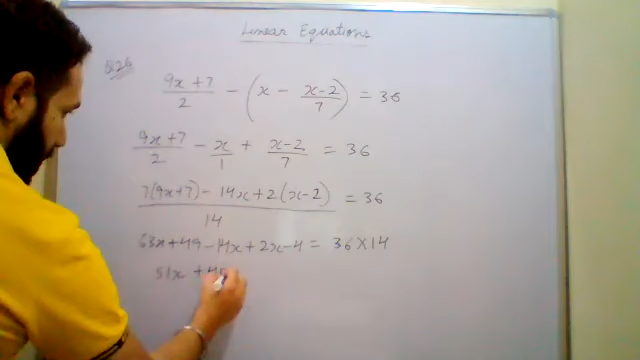 Linear Equations
Q26
(9x+7)/2 - (x - (x-2)/7) = 36
(9x+7)/2 - x/1 + (x-2)/7 = 36
(7(9x+7) - 14x + 2(x-2))/14 = 36
63x + 49 - 14x + 2x - 4 = 36 × 14
51x + 45